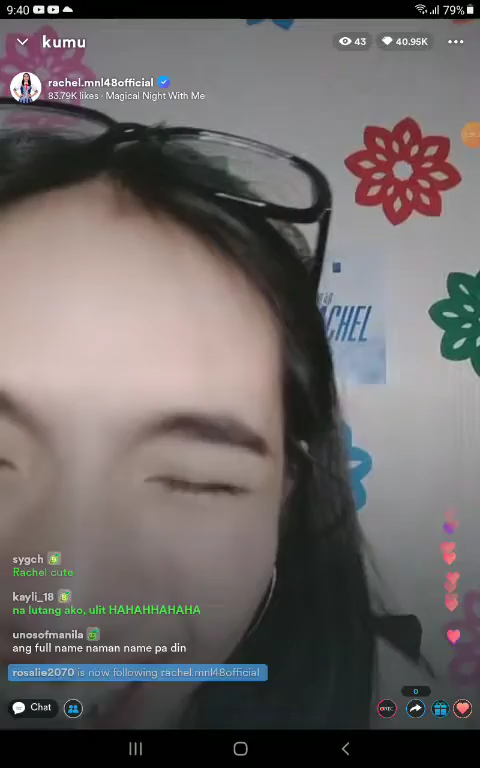 9:40
79%
kumu
43
40.95K
rachel.mnl48official
83.79K likes · Magical Night With Me
ACHEL
sygch
Rachel cute
kayli_18
na lutang ako, ulit HAHAHHAHAHA
unosofmanila
ang full name naman name pa din
rosalie2070 is now following rachel.mnl48official
0
Chat